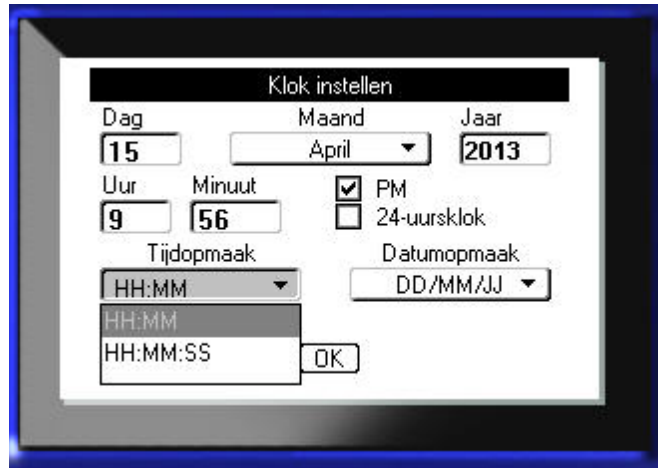 Klok instellen
Dag Maand Jaar
15 April 2013
Uur Minuut PM
9 56 24-uursklok
Tijdopmaak Datumopmaak
HH:MM DD/MM/JJ
HH:MM
HH:MM:SS
OK